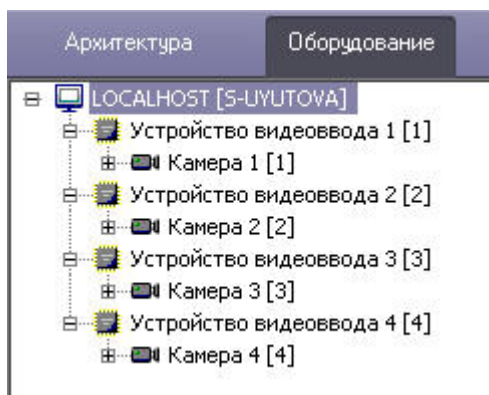 Архитектура Оборудование
LOCALHOST [S-UYUTOVA]
Устройство видеоввода 1 [1]
Камера 1 [1]
Устройство видеоввода 2 [2]
Камера 2 [2]
Устройство видеоввода 3 [3]
Камера 3 [3]
Устройство видеоввода 4 [4]
Камера 4 [4]